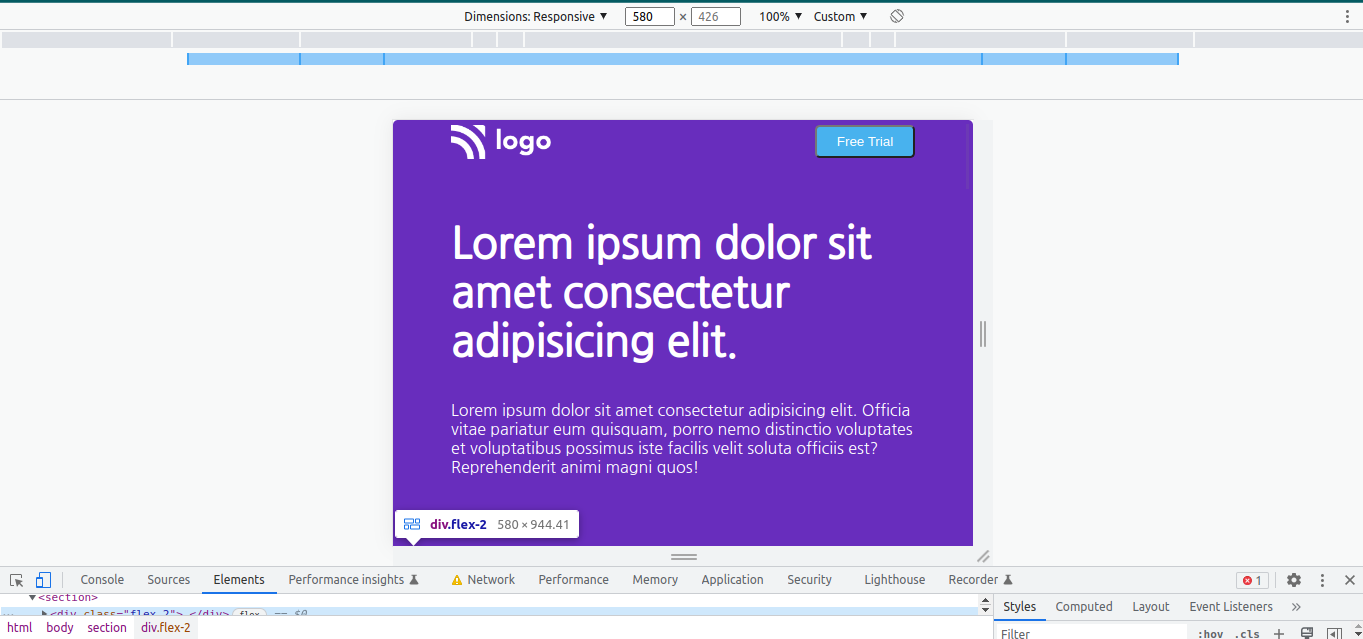 Dimensions: Responsive ▼ 580 × 426 100% ▼ Custom ▼
logo
Free Trial
Lorem ipsum dolor sit
amet consectetur
adipisicing elit.
Lorem ipsum dolor sit amet consectetur adipisicing elit. Officia
vitae pariatur eum quisquam, porro nemo distinctio voluptates
et voluptatibus possimus iste facilis velit soluta officiis est?
Reprehenderit animi magni quos!
div.flex-2 580 × 944.41
Console Sources Elements Performance insights Network Performance Memory Application Security Lighthouse Recorder 1
▼<section>
… ▶<div class="flex-2">…</div> flex == $0
html body section div.flex-2
Styles Computed Layout Event Listeners »
Filter :hov .cls +